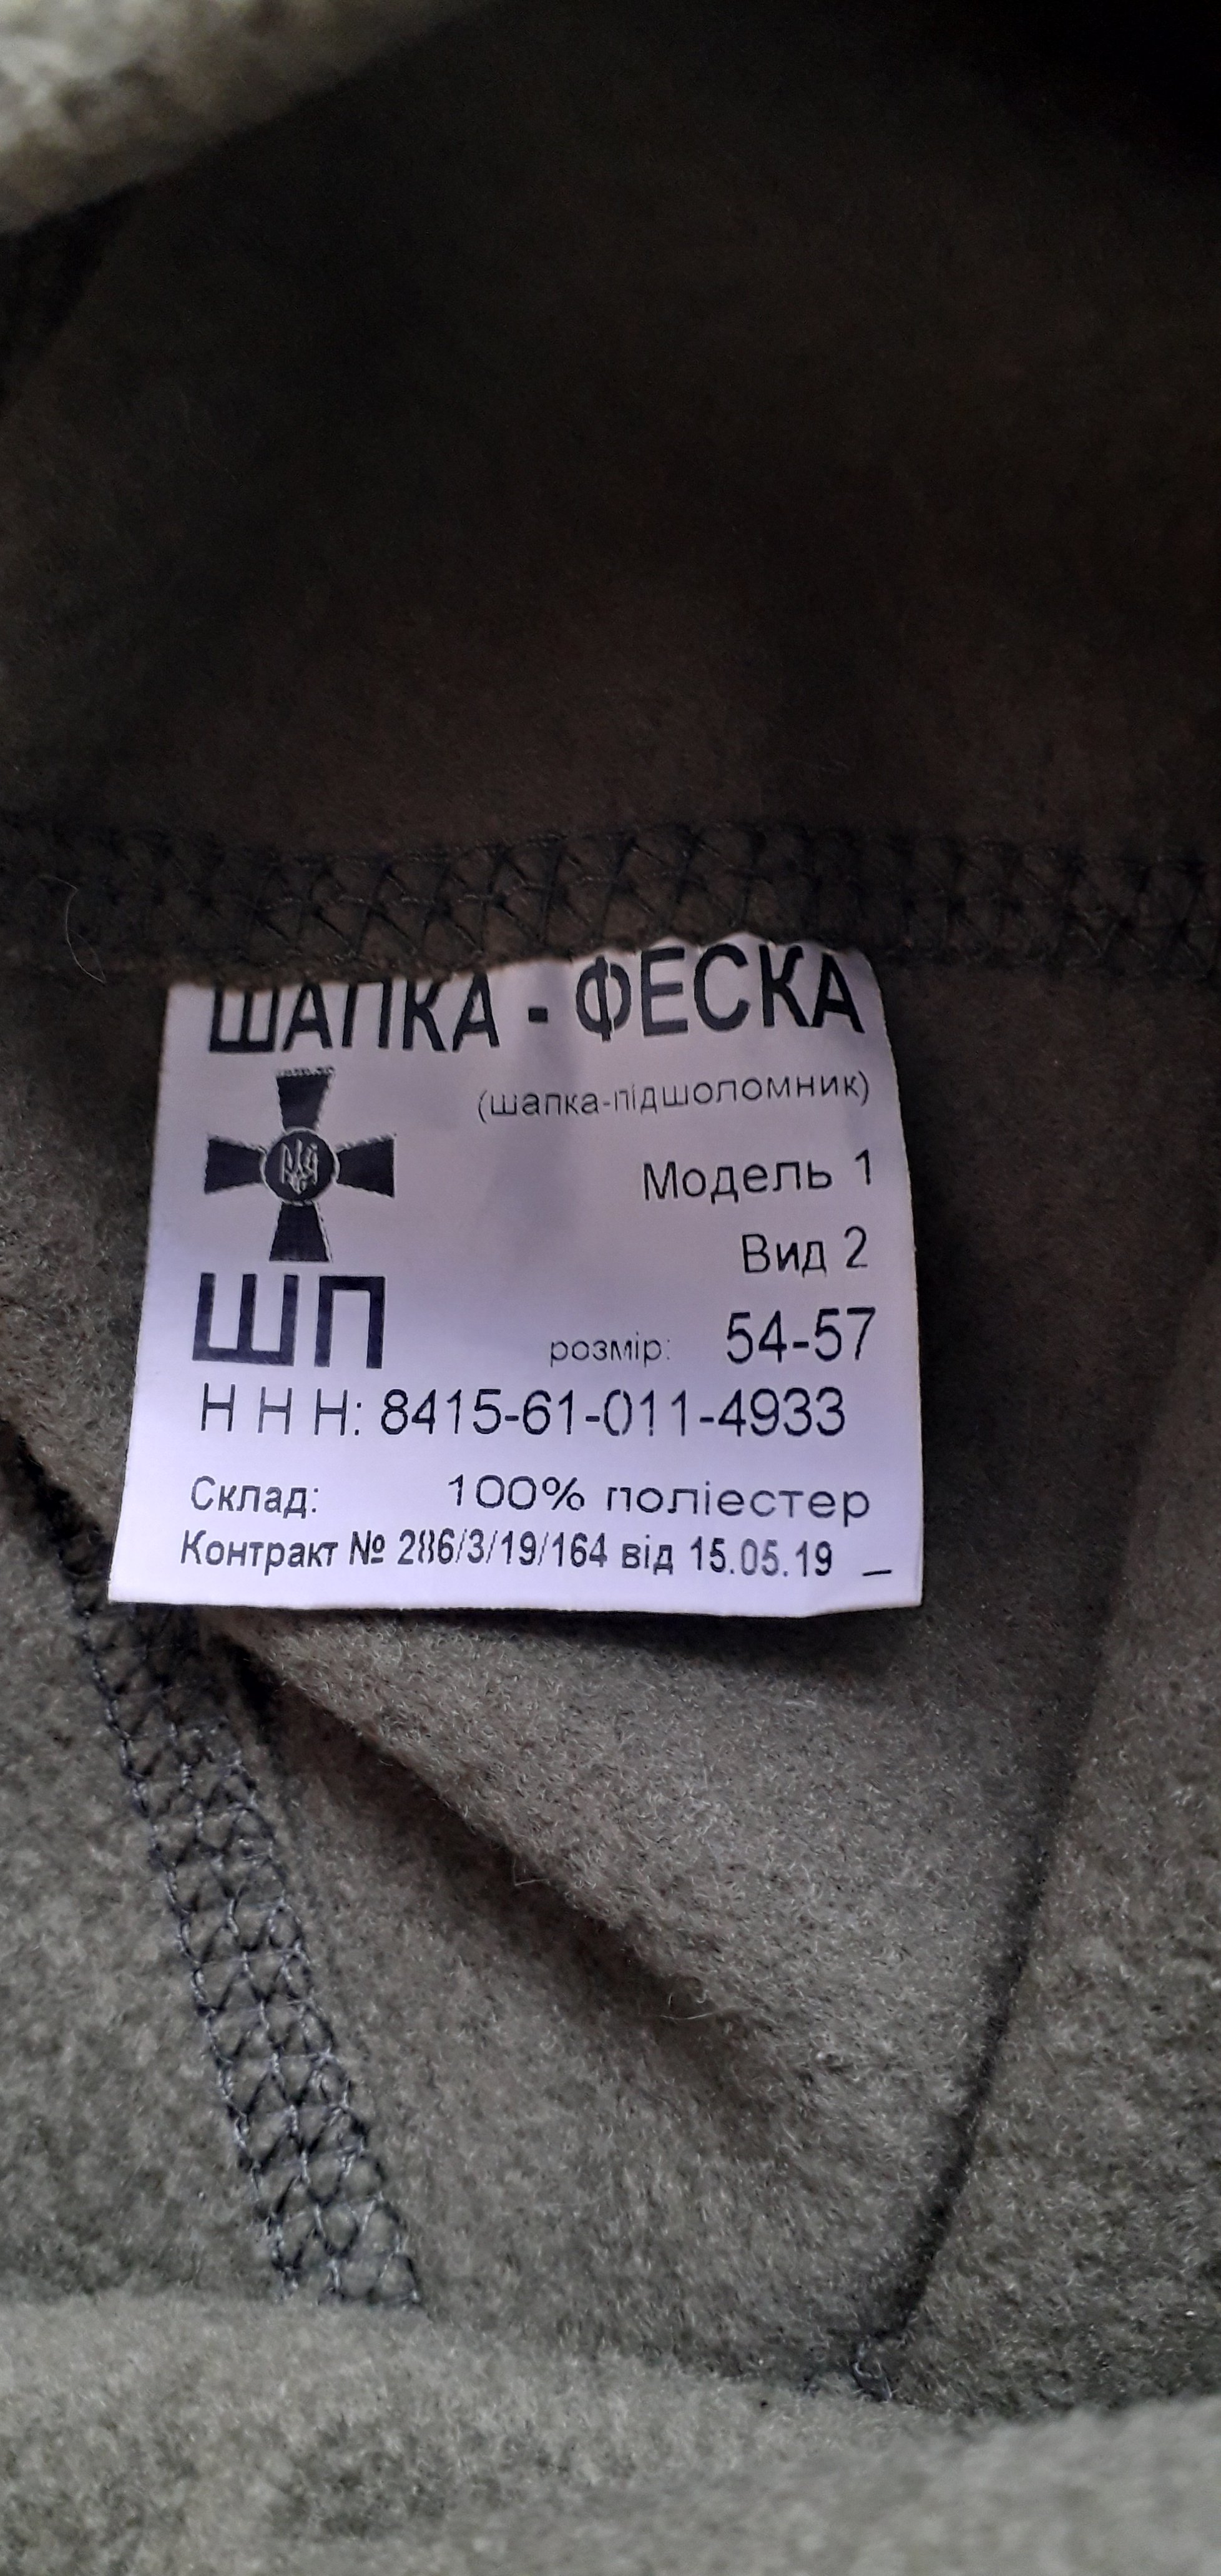 ШАПКА - ФЕСКА
(шапка-підшоломник)
Модель 1
Вид 2
ШП
розмір: 54-57
Н Н Н: 8415-61-011-4933
Склад: 100% поліестер
Контракт № 286/3/19/164 від 15.05.19